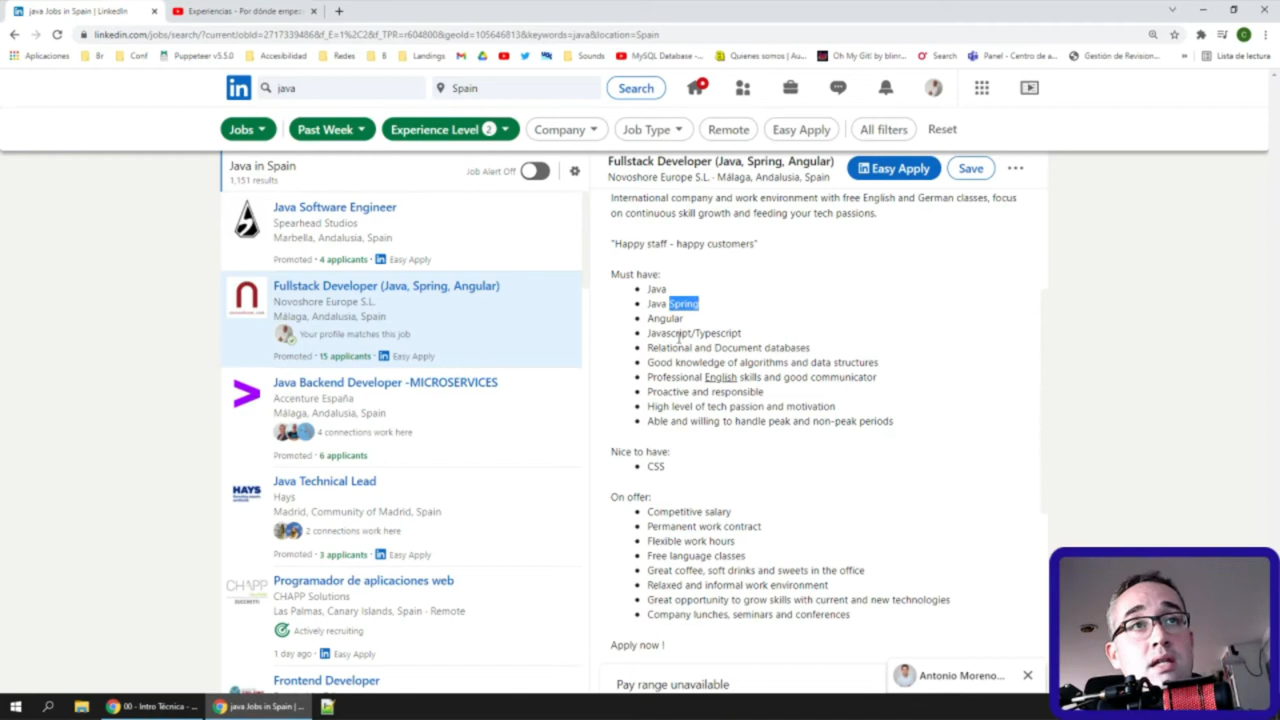 java Jobs in Spain | LinkedIn
Experiencias - Por dónde empez
linkedin.com/jobs/search/?currentJobId=2717339486&f_E=1%2C2&f_TPR=r604800&geoId=105646813&keywords=java&location=Spain
Aplicaciones
Br
Conf
Puppeteer v5.5.0
Accesibilidad
Redes
B
Landings
Sounds
MySQL Database -...
Quienes somos | Au...
Oh My Git! by blinr...
Search
Panel - Centro de a...
Gestión de Revision...
Lista de lectura
in
java
Spain
Search
Jobs
Past Week
Experience Level 2
Company
Job Type
Remote
Easy Apply
All filters
Reset
Java in Spain
1,151 results
Job Alert Off
Java Software Engineer
Spearhead Studios
Marbella, Andalusia, Spain
Promoted · 4 applicants · in Easy Apply
Fullstack Developer (Java, Spring, Angular)
Novoshore Europe S.L.
Málaga, Andalusia, Spain
Your profile matches this job
Promoted · 15 applicants · in Easy Apply
Java Backend Developer -MICROSERVICES
Accenture España
Málaga, Andalusia, Spain
4 connections work here
Promoted · 6 applicants
HAYS
Java Technical Lead
Hays
Madrid, Community of Madrid, Spain
2 connections work here
Promoted · 3 applicants · in Easy Apply
CHAPP
Programador de aplicaciones web
CHAPP Solutions
Las Palmas, Canary Islands, Spain - Remote
Actively recruiting
1 day ago · in Easy Apply
Frontend Developer
Fullstack Developer (Java, Spring, Angular)
Novoshore Europe S.L. · Málaga, Andalusia, Spain
in Easy Apply
Save
International company and work environment with free English and German classes, focus
on continuous skill growth and feeding your tech passions.
"Happy staff - happy customers"
Must have:
• Java
• Java Spring
• Angular
• Javascript/Typescript
• Relational and Document databases
• Good knowledge of algorithms and data structures
• Professional English skills and good communicator
• Proactive and responsible
• High level of tech passion and motivation
• Able and willing to handle peak and non-peak periods
Nice to have:
• CSS
On offer:
• Competitive salary
• Permanent work contract
• Flexible work hours
• Free language classes
• Great coffee, soft drinks and sweets in the office
• Relaxed and informal work environment
• Great opportunity to grow skills with current and new technologies
• Company lunches, seminars and conferences
Apply now !
Pay range unavailable
Antonio Moreno...
00 - Intro Técnica - ...
java Jobs in Spain | ...